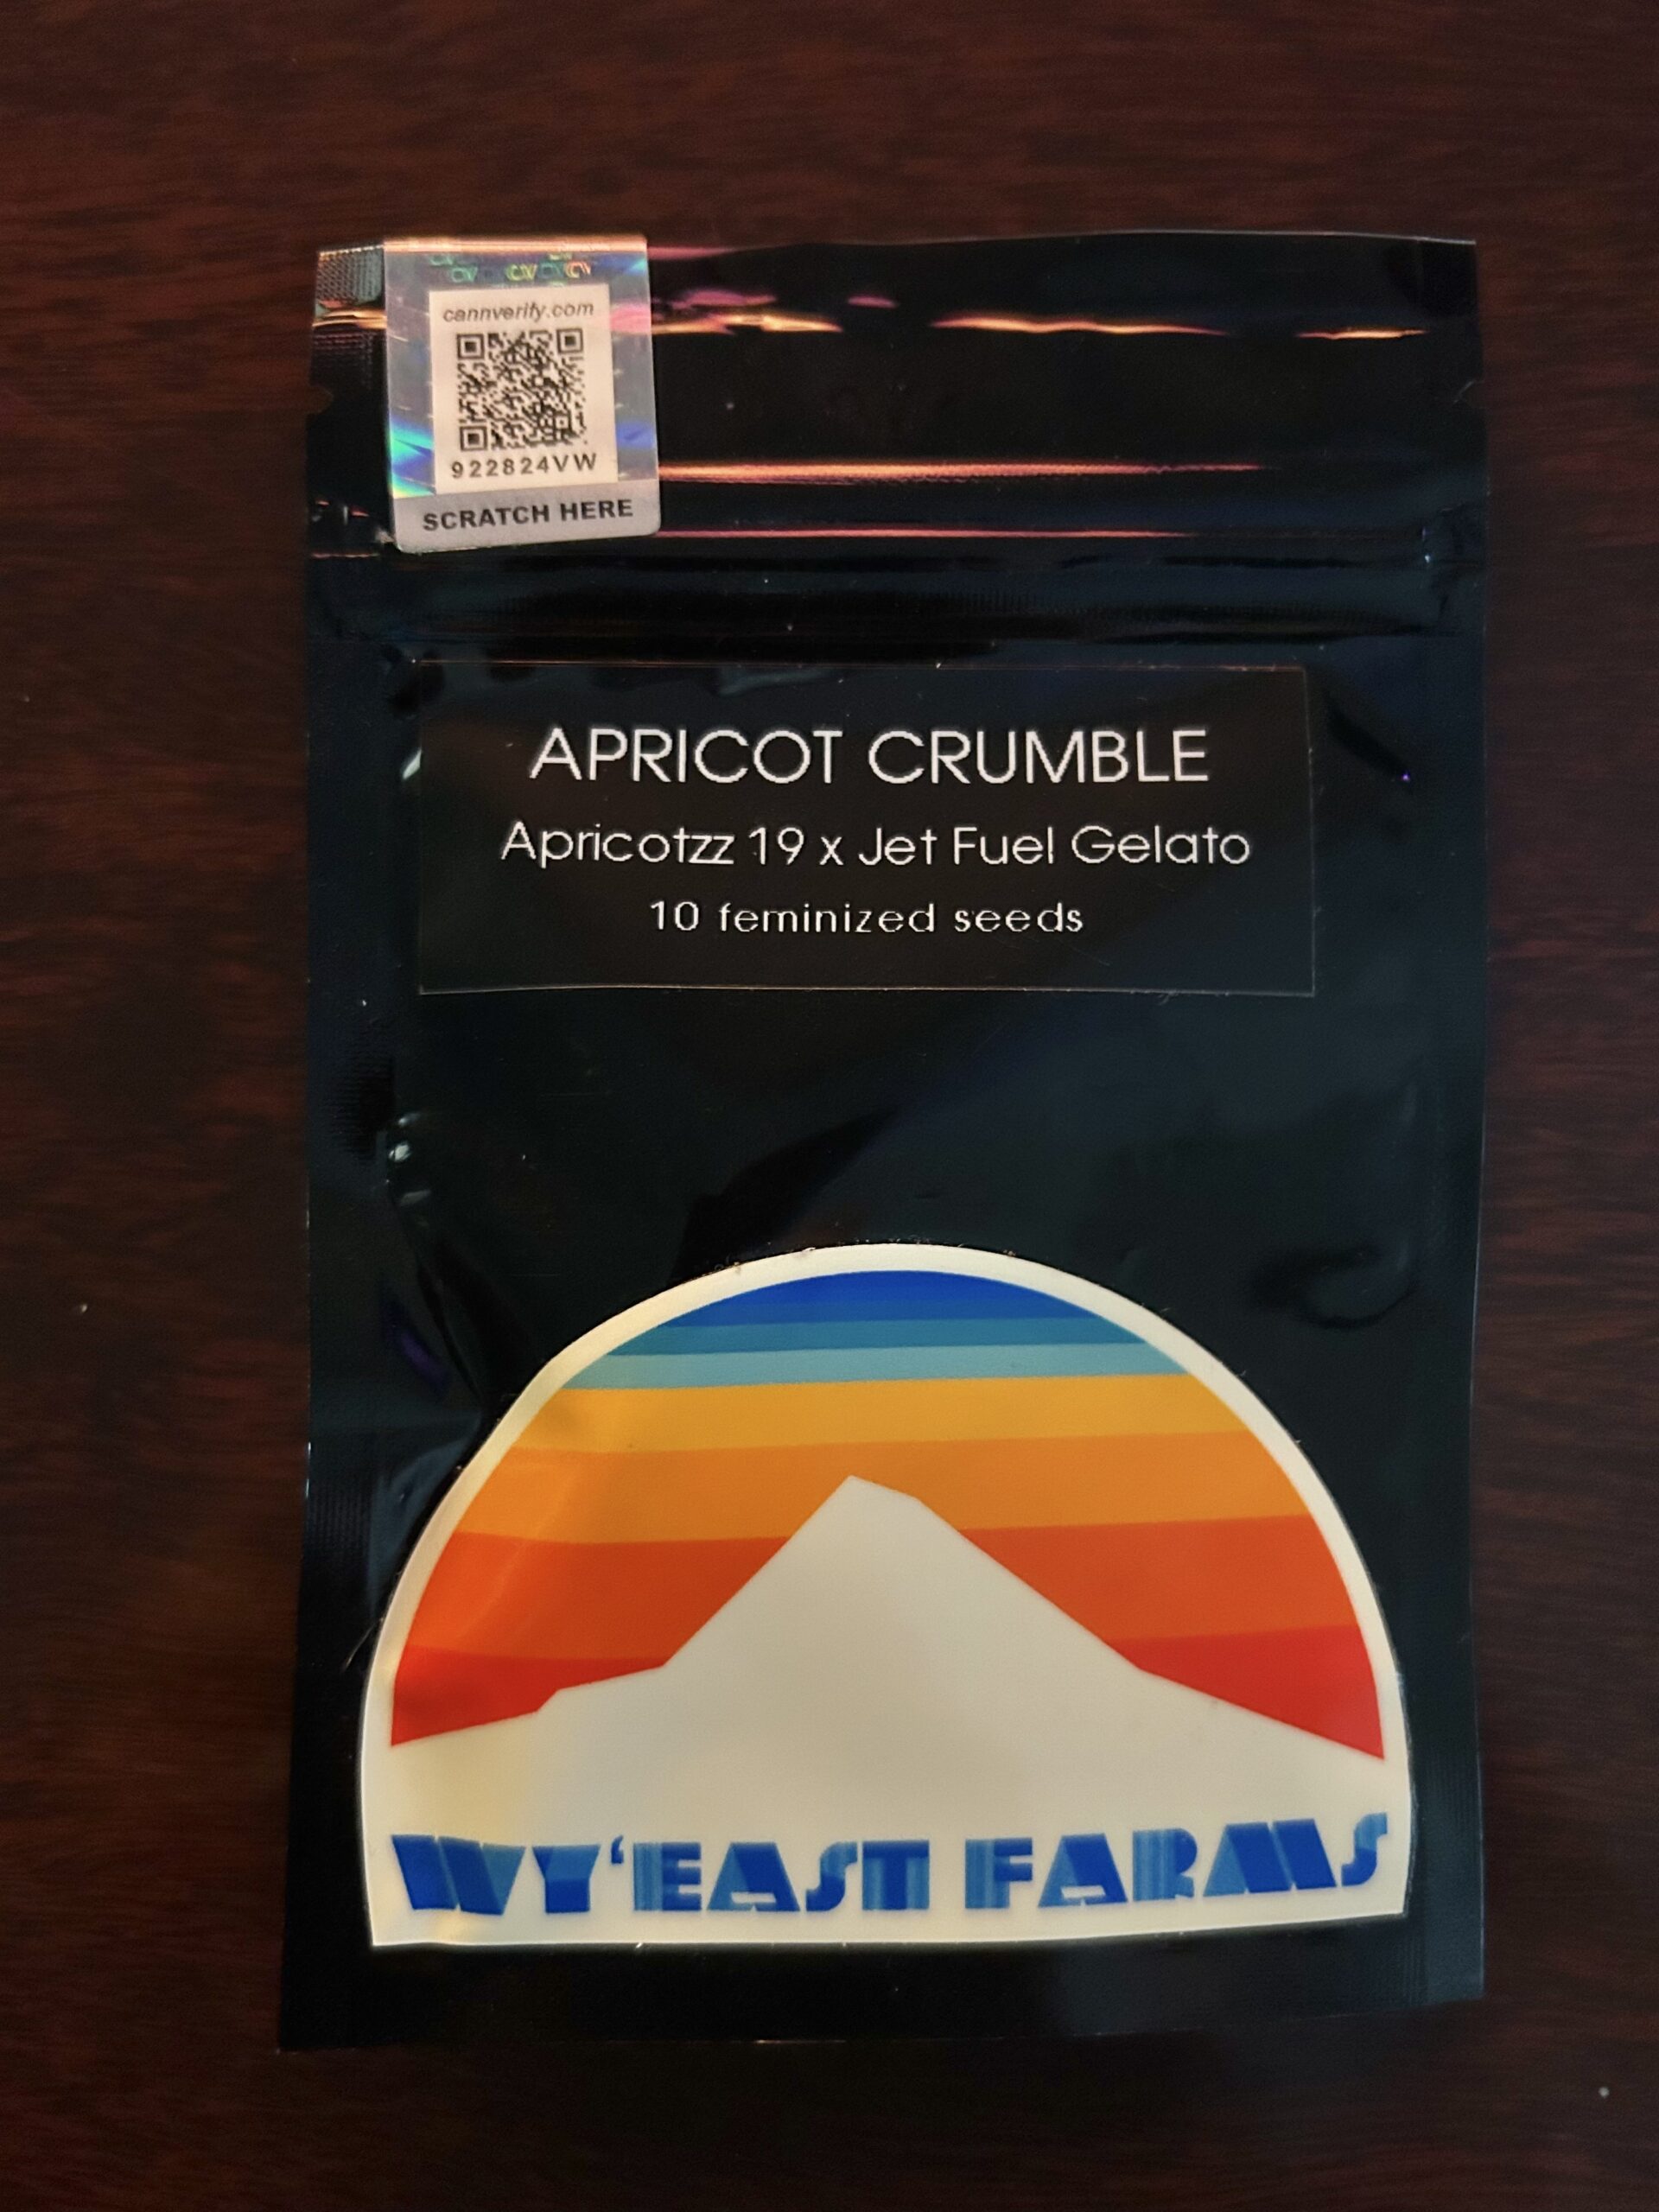 cannverify.com
922824VW
SCRATCH HERE
APRICOT CRUMBLE
Apricotzz 19 x Jet Fuel Gelato
10 feminized seeds
WY‘EAST FARMS